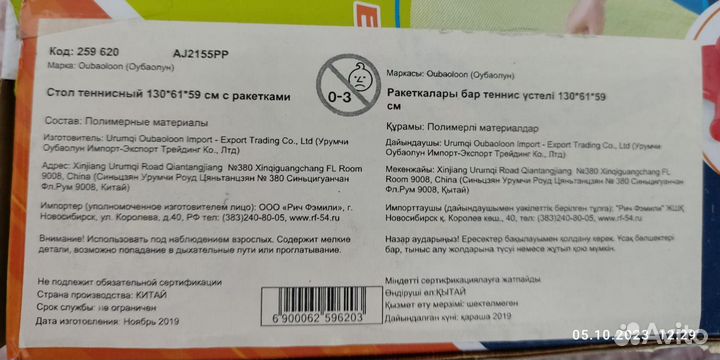 Код: 259 620 AJ2155PP
Марка: Oubaoloon (Оубаолун)
Стол теннисный 130*61*59 см с ракетками
0-3
Состав: Полимерные материалы
Изготовитель: Urumqi Oubaoloon Import - Export Trading Co., Ltd (Урумчи
Оубаолун Импорт-Экспорт Трейдинг Ко., Лтд)
Адрес: Xinjiang Urumqi Road Qiantangjiang №380 Xinqiguangchang FL Room
9008, China (Синьцзян Урумчи Роуд Цяньтанцзян № 380 Синьцигуанчан
Фл.Рум 9008, Китай)
Импортер (уполномоченное изготовителем лицо): ООО «Рич Фэмили», г.
Новосибирск, ул. Королева, д.40, РФ тел: (383)240-80-05, www.rf-54.ru
Внимание! Использовать под наблюдением взрослых. Содержит мелкие
детали, возможно попадание в дыхательные пути или проглатывание.
Не подлежит обязательной сертификации
Страна производства: КИТАЙ
Срок службы: не ограничен
Дата изготовления: Ноябрь 2019
6 900062 596203
Маркасы: Oubaoloon (Оубаолун)
Ракеткалары бар теннис үстелі 130*61*59
см
Құрамы: Полимерлі материалдар
Дайындаушы: Urumqi Oubaoloon Import - Export Trading Co., Ltd (Урумчи
Оубаолун Импорт-Экспорт Трейдинг Ко., Лтд)
Мекенжайы: Xinjiang Urumqi Road Qiantangjiang №380 Xinqiguangchang FL Room
9008, China (Синьцзян Урумчи Роуд Цяньтанцзян № 380 Синьцигуанчан Фл.Рум 9008,
Қытай)
Импорттаушы (дайындаушымен уәкілеттік берілген тұлға): "Рич Фэмили" ЖШҚ
Новосибирск қ. Королев көш., 40, тел: (383)240-80-05, www.rf-54.ru
Назар аударыңыз! Ересектер бақылауымен қолдану керек. Ұсақ бөлшектері
бар, тыныс алу жолдарына түсіп кетуі немесе жұтып қою мүмкін.
Міндетті сертификациялауға жатпайды
Өндіруші ел:ҚЫТАЙ
Қызмет өту мерзімі: шектелмеген
Дайындалған күні: қараша 2019
05.10.2023 12:29
Avito